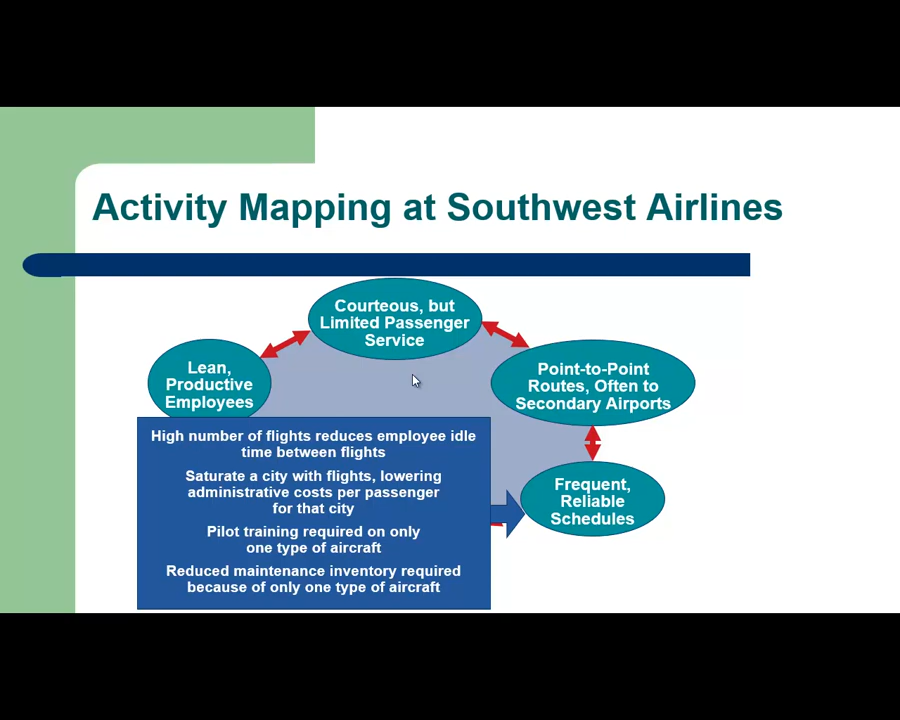 Activity Mapping at Southwest Airlines
Courteous, but
Limited Passenger
Service
Lean,
Productive
Employees
Point-to-Point
Routes, Often to
Secondary Airports
High number of flights reduces employee idle
time between flights
Saturate a city with flights, lowering
administrative costs per passenger
for that city
Pilot training required on only
one type of aircraft
Reduced maintenance inventory required
because of only one type of aircraft
Frequent,
Reliable
Schedules